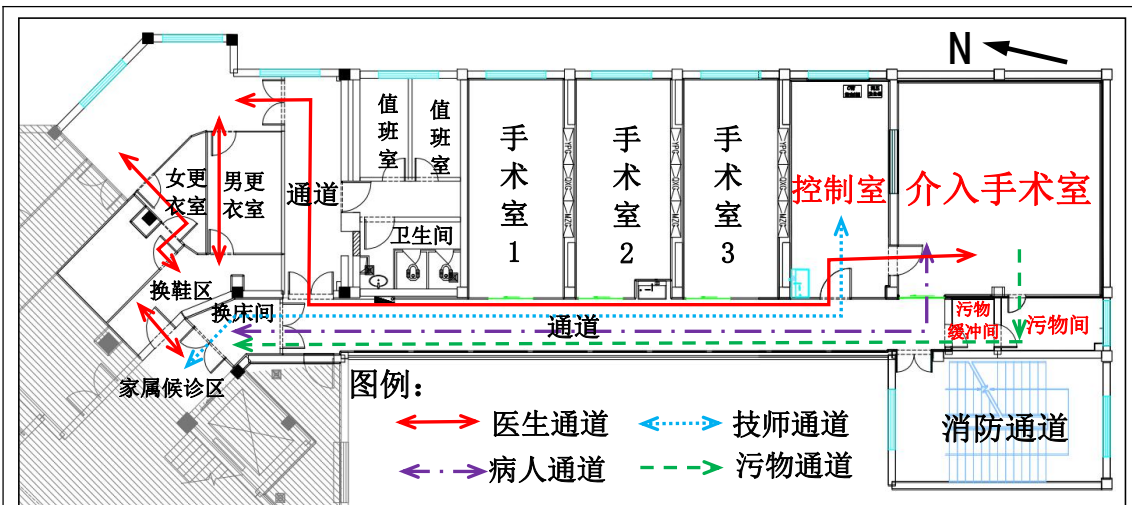 N
值班室
值班室
手术室1
手术室2
手术室3
控制室
介入手术室
女更衣室
男更衣室
通道
卫生间
换鞋区
换床间
通道
污物缓冲间
污物间
家属候诊区
图例：
医生通道
技师通道
病人通道
污物通道
消防通道